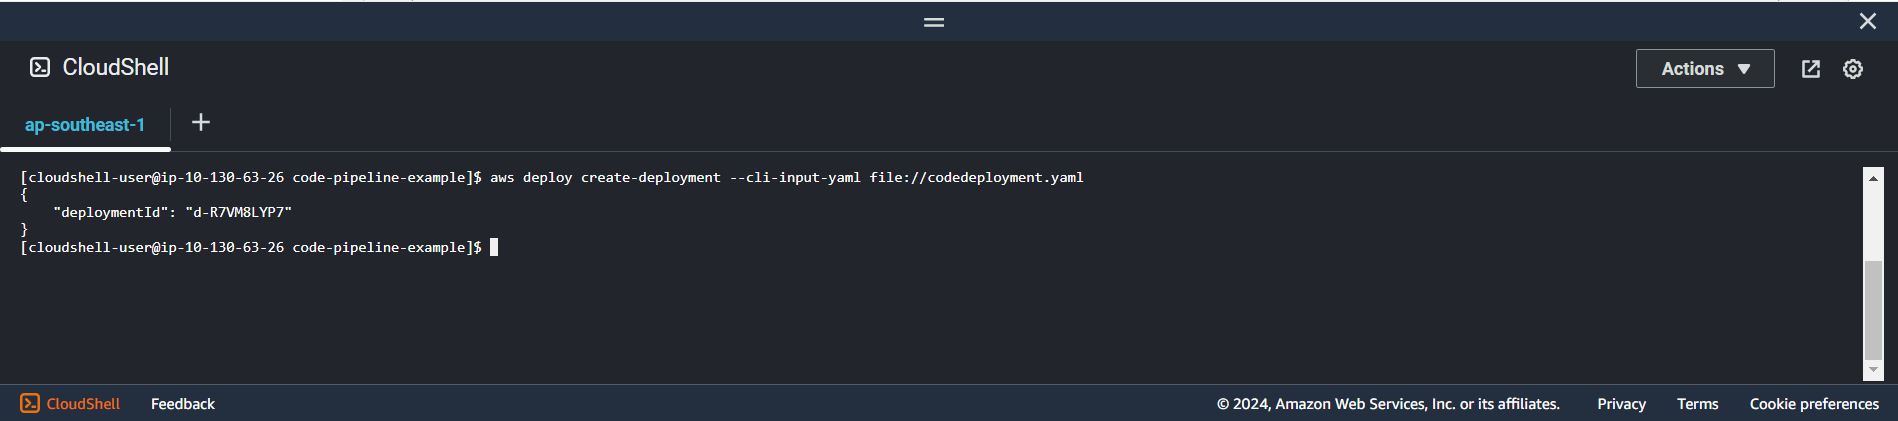 CloudShell
Actions
ap-southeast-1
[cloudshell-user@ip-10-130-63-26 code-pipeline-example]$ aws deploy create-deployment --cli-input-yaml file://codedeployment.yaml
{
    "deploymentId": "d-R7VM8LYP7"
}
[cloudshell-user@ip-10-130-63-26 code-pipeline-example]$
CloudShell Feedback © 2024, Amazon Web Services, Inc. or its affiliates. Privacy Terms Cookie preferences